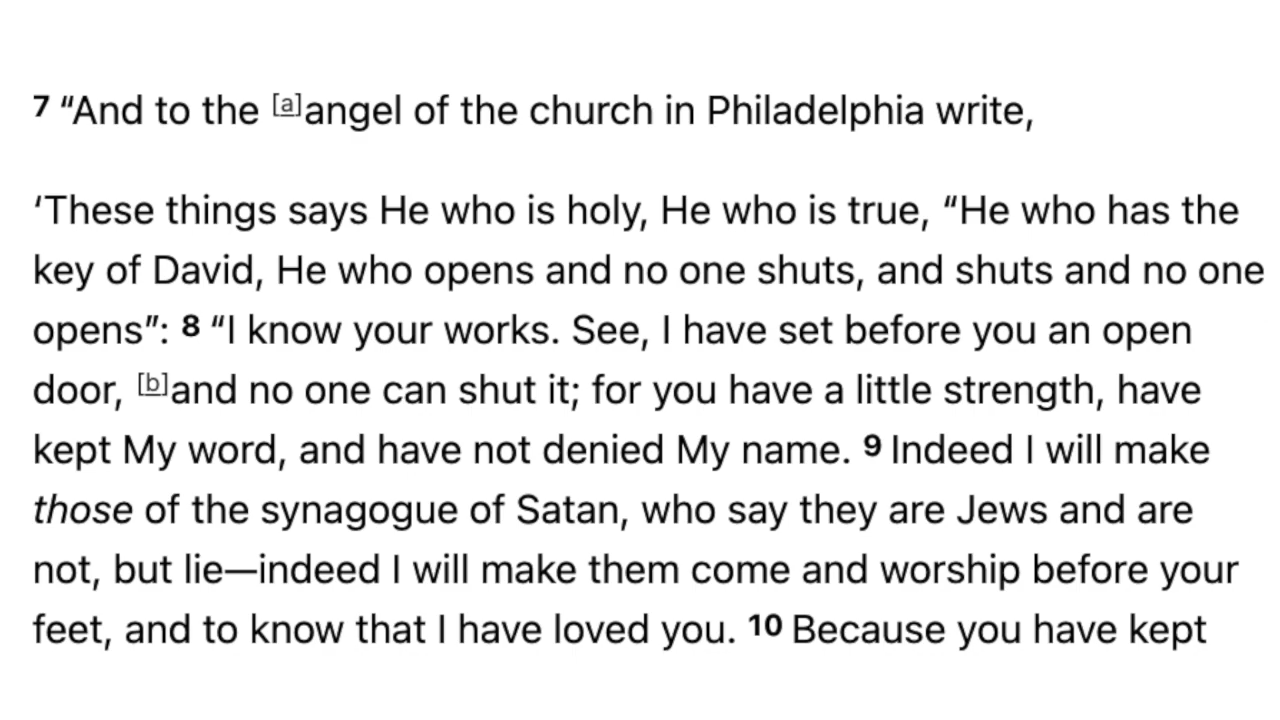 7 “And to the [a]angel of the church in Philadelphia write,
‘These things says He who is holy, He who is true, “He who has the
key of David, He who opens and no one shuts, and shuts and no one
opens”: 8 “I know your works. See, I have set before you an open
door, [b]and no one can shut it; for you have a little strength, have
kept My word, and have not denied My name. 9 Indeed I will make
those of the synagogue of Satan, who say they are Jews and are
not, but lie—indeed I will make them come and worship before your
feet, and to know that I have loved you. 10 Because you have kept